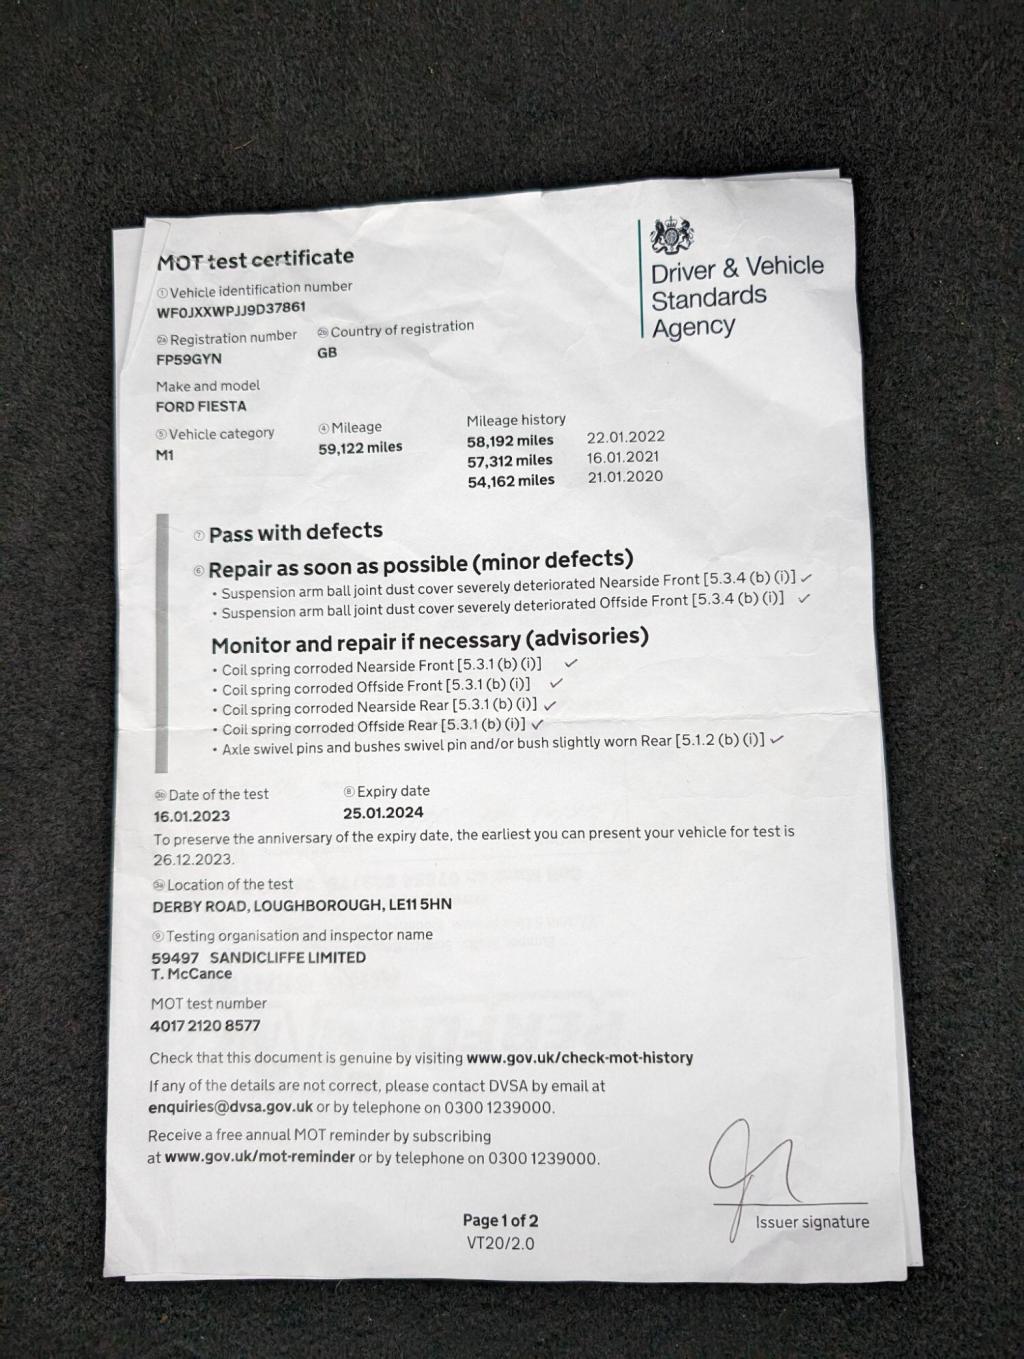 MOT test certificate
Driver & Vehicle
Standards
Agency
① Vehicle identification number
WF0JXXWPJJ9D37861
2a Registration number 2b Country of registration
FP59GYN GB
Make and model
FORD FIESTA
⑤ Vehicle category ④ Mileage Mileage history
M1 59,122 miles 58,192 miles 22.01.2022
57,312 miles 16.01.2021
54,162 miles 21.01.2020
⑦ Pass with defects
⑥ Repair as soon as possible (minor defects)
• Suspension arm ball joint dust cover severely deteriorated Nearside Front [5.3.4 (b) (i)] ✓
• Suspension arm ball joint dust cover severely deteriorated Offside Front [5.3.4 (b) (i)] ✓
Monitor and repair if necessary (advisories)
• Coil spring corroded Nearside Front [5.3.1 (b) (i)] ✓
• Coil spring corroded Offside Front [5.3.1 (b) (i)] ✓
• Coil spring corroded Nearside Rear [5.3.1 (b) (i)] ✓
• Coil spring corroded Offside Rear [5.3.1 (b) (i)] ✓
• Axle swivel pins and bushes swivel pin and/or bush slightly worn Rear [5.1.2 (b) (i)] ✓
3b Date of the test ⑧ Expiry date
16.01.2023 25.01.2024
To preserve the anniversary of the expiry date, the earliest you can present your vehicle for test is
26.12.2023.
3a Location of the test
DERBY ROAD, LOUGHBOROUGH, LE11 5HN
⑨ Testing organisation and inspector name
59497 SANDICLIFFE LIMITED
T. McCance
MOT test number
4017 2120 8577
Check that this document is genuine by visiting www.gov.uk/check-mot-history
If any of the details are not correct, please contact DVSA by email at
enquiries@dvsa.gov.uk or by telephone on 0300 1239000.
Receive a free annual MOT reminder by subscribing
at www.gov.uk/mot-reminder or by telephone on 0300 1239000.
Issuer signature
Page 1 of 2
VT20/2.0